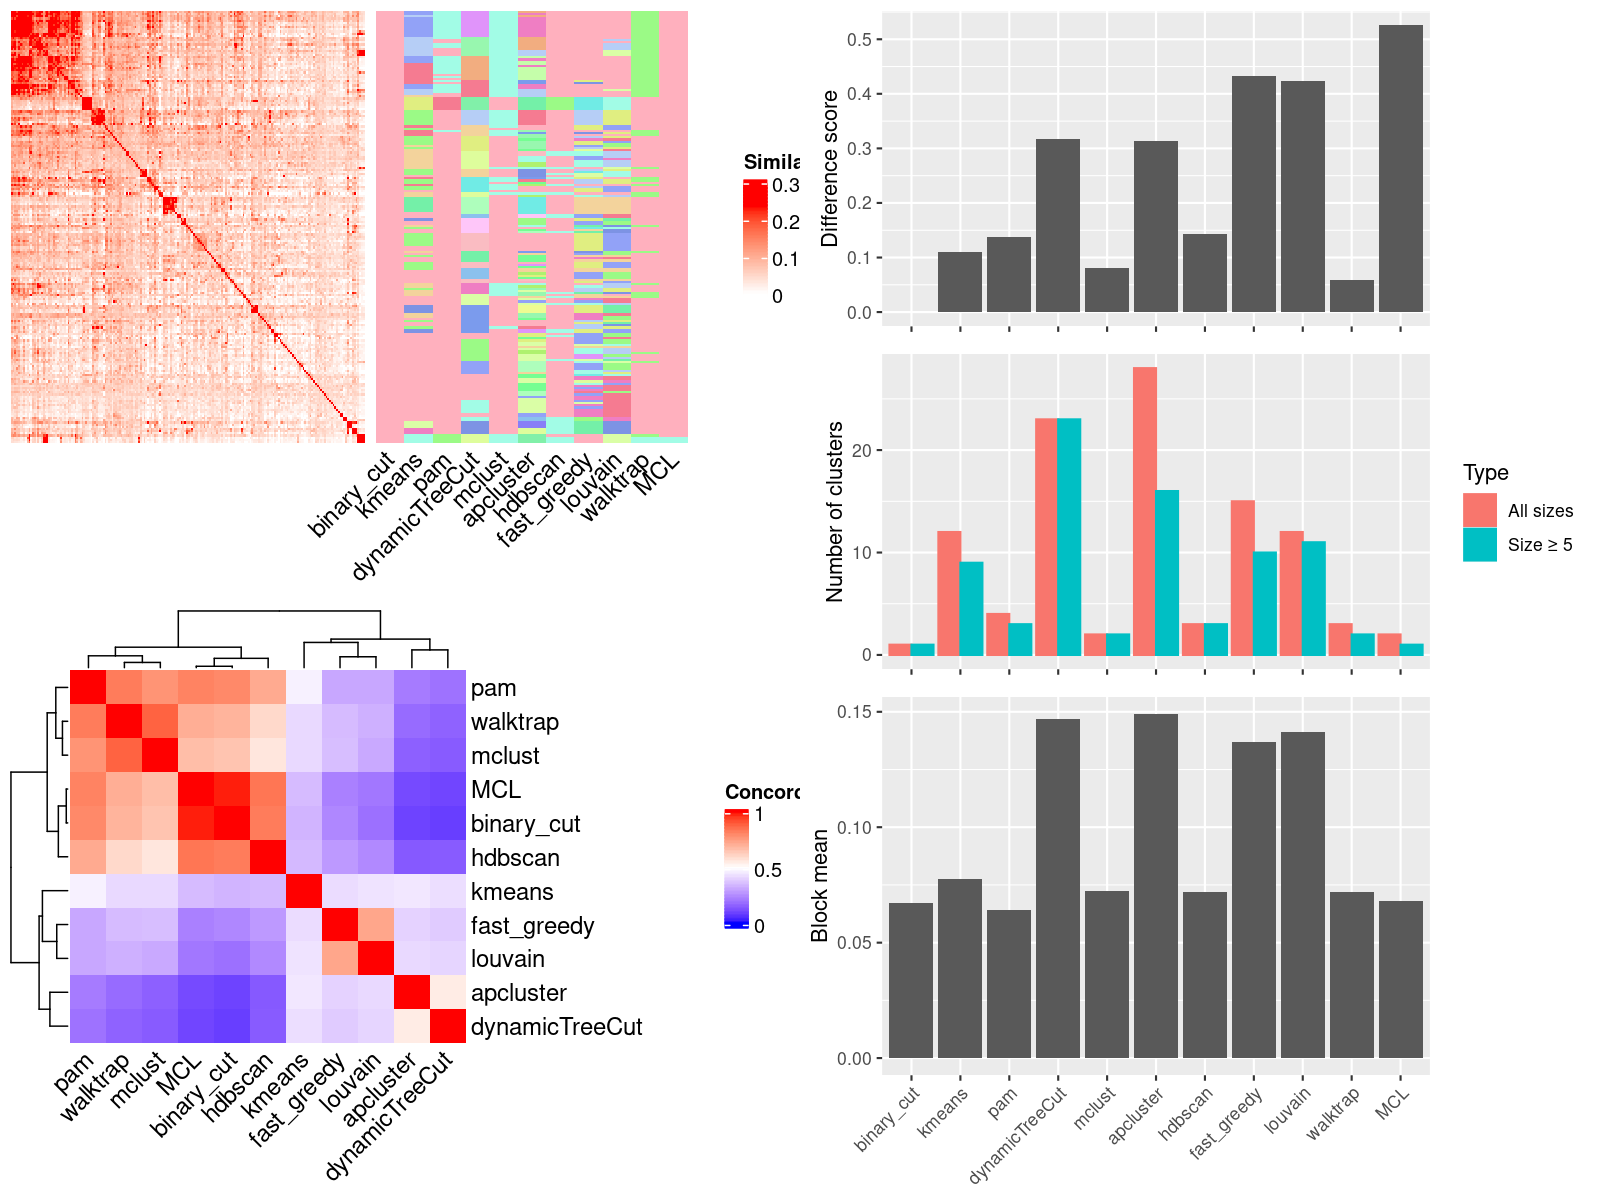 Simila
0.3
0.2
0.1
0
binary_cut
kmeans
pam
dynamicTreeCut
mclust
apcluster
hdbscan
fast_greedy
louvain
walktrap
MCL
pam
walktrap
mclust
MCL
binary_cut
hdbscan
kmeans
fast_greedy
louvain
apcluster
dynamicTreeCut
Concord
1
0.5
0
pam
walktrap
mclust
MCL
binary_cut
hdbscan
kmeans
fast_greedy
louvain
apcluster
dynamicTreeCut
Difference score
0.5
0.4
0.3
0.2
0.1
0.0
Number of clusters
20
10
0
Type
All sizes
Size ≥ 5
Block mean
0.15
0.10
0.05
0.00
binary_cut
kmeans
pam
dynamicTreeCut
mclust
apcluster
hdbscan
fast_greedy
louvain
walktrap
MCL